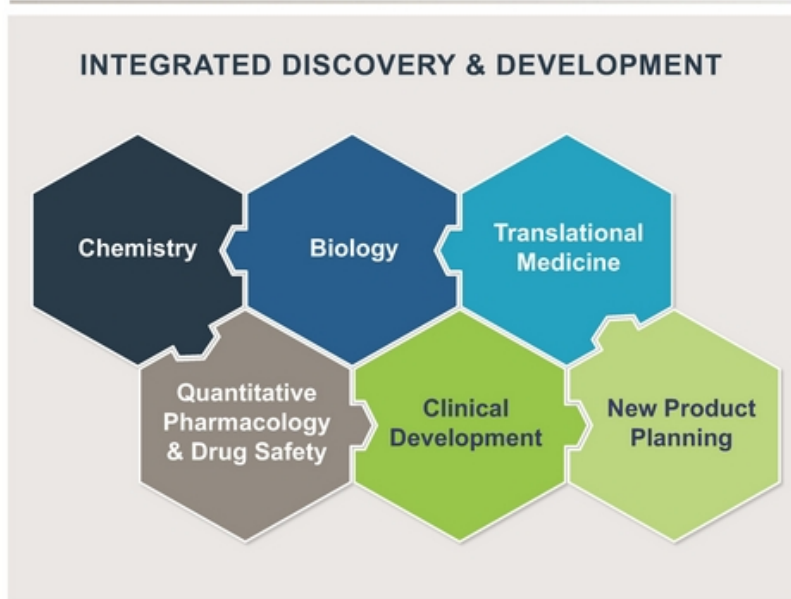 INTEGRATED DISCOVERY & DEVELOPMENT
Chemistry
Biology
Translational
Medicine
Quantitative
Pharmacology
& Drug Safety
Clinical
Development
New Product
Planning